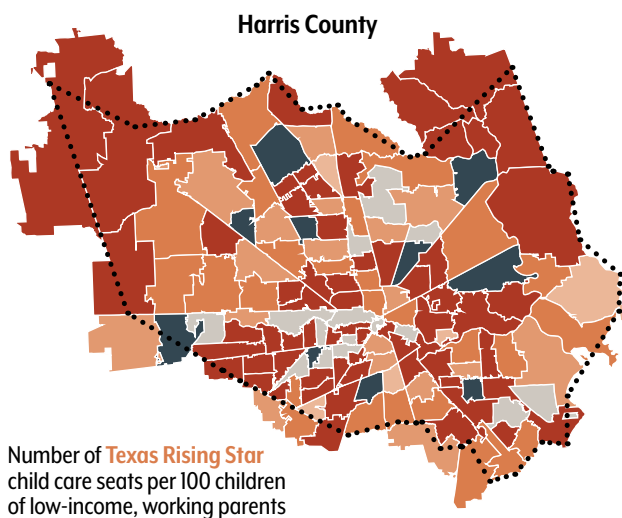 Harris County
Number of Texas Rising Star
child care seats per 100 children
of low-income, working parents